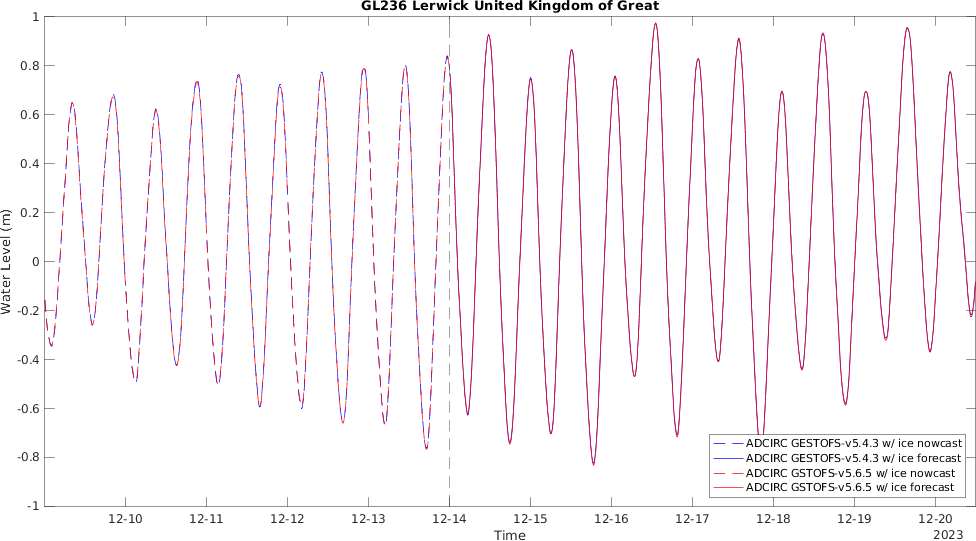 GL236 Lerwick United Kingdom of Great
1
0.8
0.6
0.4
0.2
0
-0.2
-0.4
-0.6
-0.8
-1
Water Level (m)
ADCIRC GESTOFS-v5.4.3 w/ ice nowcast
ADCIRC GESTOFS-v5.4.3 w/ ice forecast
ADCIRC GSTOFS-v5.6.5 w/ ice nowcast
ADCIRC GSTOFS-v5.6.5 w/ ice forecast
12-10 12-11 12-12 12-13 12-14 12-15 12-16 12-17 12-18 12-19 12-20
Time
2023